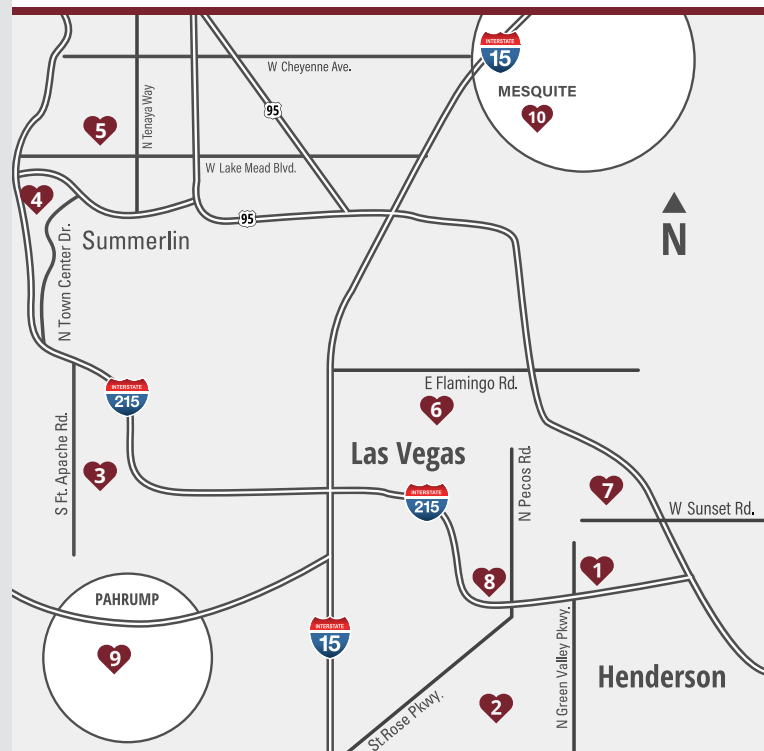 INTERSTATE
15
W Cheyenne Ave.
MESQUITE
10
N Tenaya Way
95
5
W Lake Mead Blvd.
4
95
Summerlin
N
N Town Center Dr.
E Flamingo Rd.
INTERSTATE
215
6
S Ft. Apache Rd.
Las Vegas
3
N Pecos Rd.
INTERSTATE
215
7
W Sunset Rd.
8
1
PAHRUMP
INTERSTATE
15
9
N Green Valley Pkwy.
Henderson
2
St Rose Pkwy.